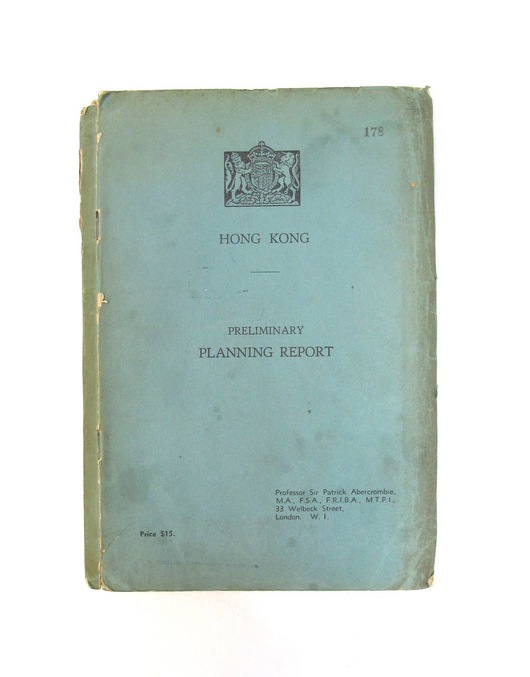 178
HONG KONG
PRELIMINARY
PLANNING REPORT
Professor Sir Patrick Abercrombie,
M.A., F.S.A., F.R.I.B.A., M.T.P.I.,
33 Welbeck Street,
London. W. 1.
Price $15.